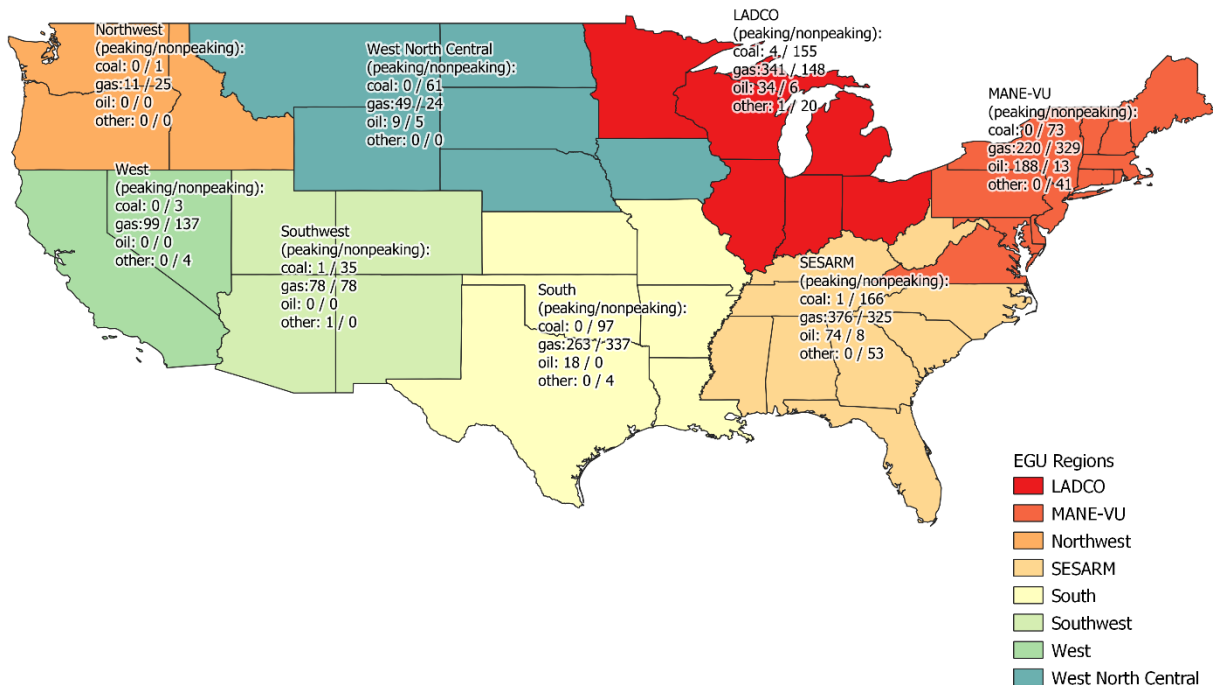 Northwest
(peaking/nonpeaking):
coal: 0 / 1
gas:11 / 25
oil: 0 / 0
other: 0 / 0
West North Central
(peaking/nonpeaking):
coal: 0 / 61
gas:49 / 24
oil: 9 / 5
other: 0 / 0
LADCO
(peaking/nonpeaking):
coal: 4 / 155
gas:341 / 148
oil: 34 / 6
other: 1 / 20
MANE-VU
(peaking/nonpeaking):
coal: 0 / 73
gas:220 / 329
oil: 188 / 13
other: 0 / 41
West
(peaking/nonpeaking):
coal: 0 / 3
gas:99 / 137
oil: 0 / 0
other: 0 / 4
Southwest
(peaking/nonpeaking):
coal: 1 / 35
gas:78 / 78
oil: 0 / 0
other: 1 / 0
South
(peaking/nonpeaking):
coal: 0 / 97
gas:263 / 337
oil: 18 / 0
other: 0 / 4
SESARM
(peaking/nonpeaking):
coal: 1 / 166
gas:376 / 325
oil: 74 / 8
other: 0 / 53
EGU Regions
LADCO
MANE-VU
Northwest
SESARM
South
Southwest
West
West North Central